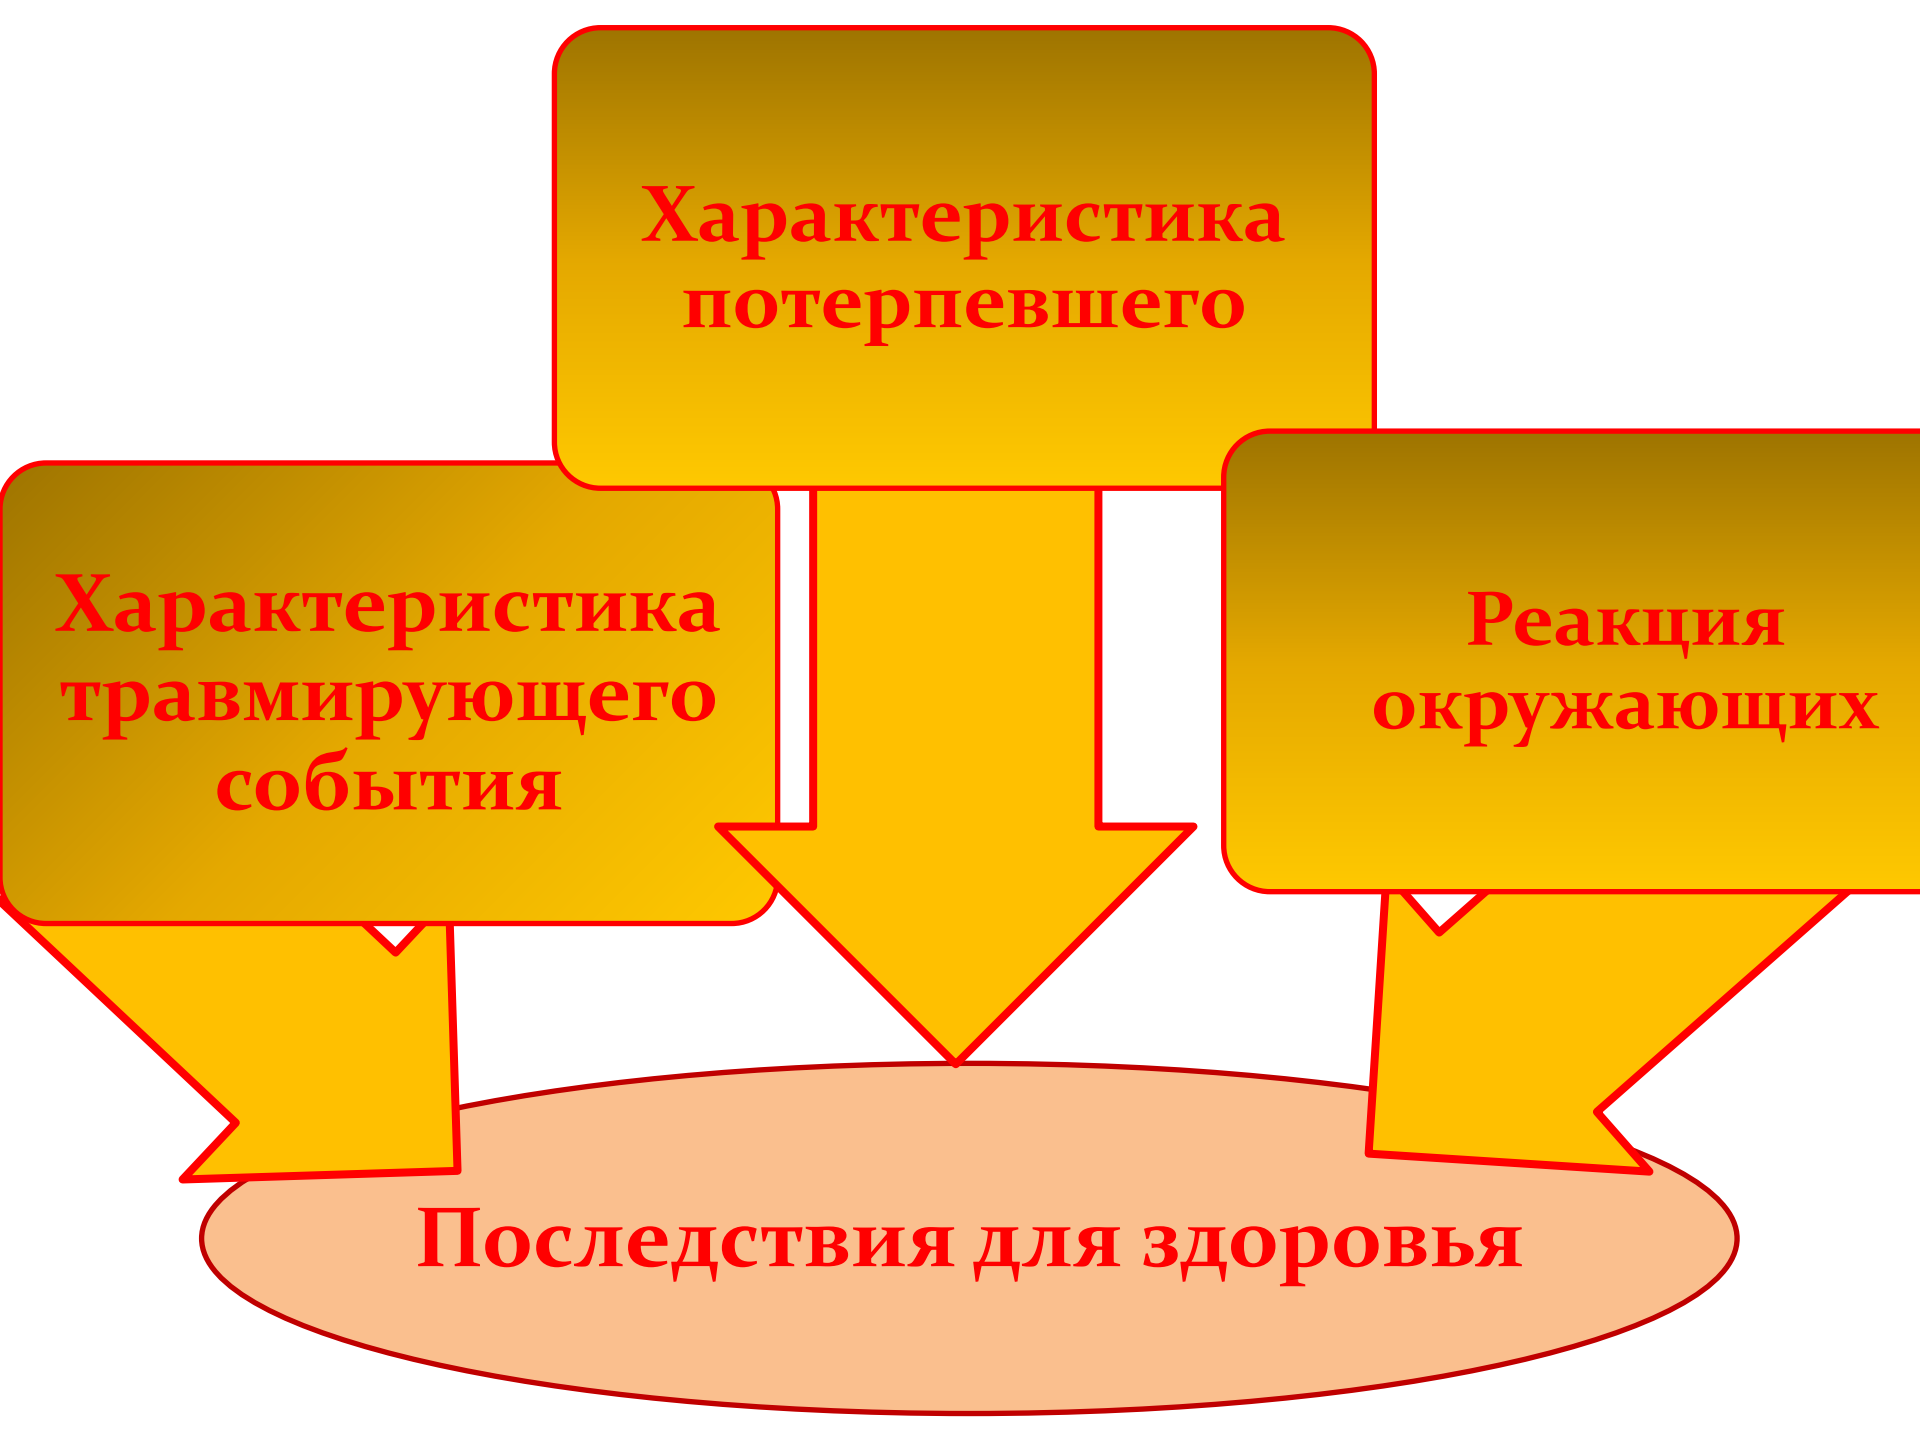 Характеристика
потерпевшего
Характеристика
травмирующего
события
Реакция
окружающих
Последствия для здоровья